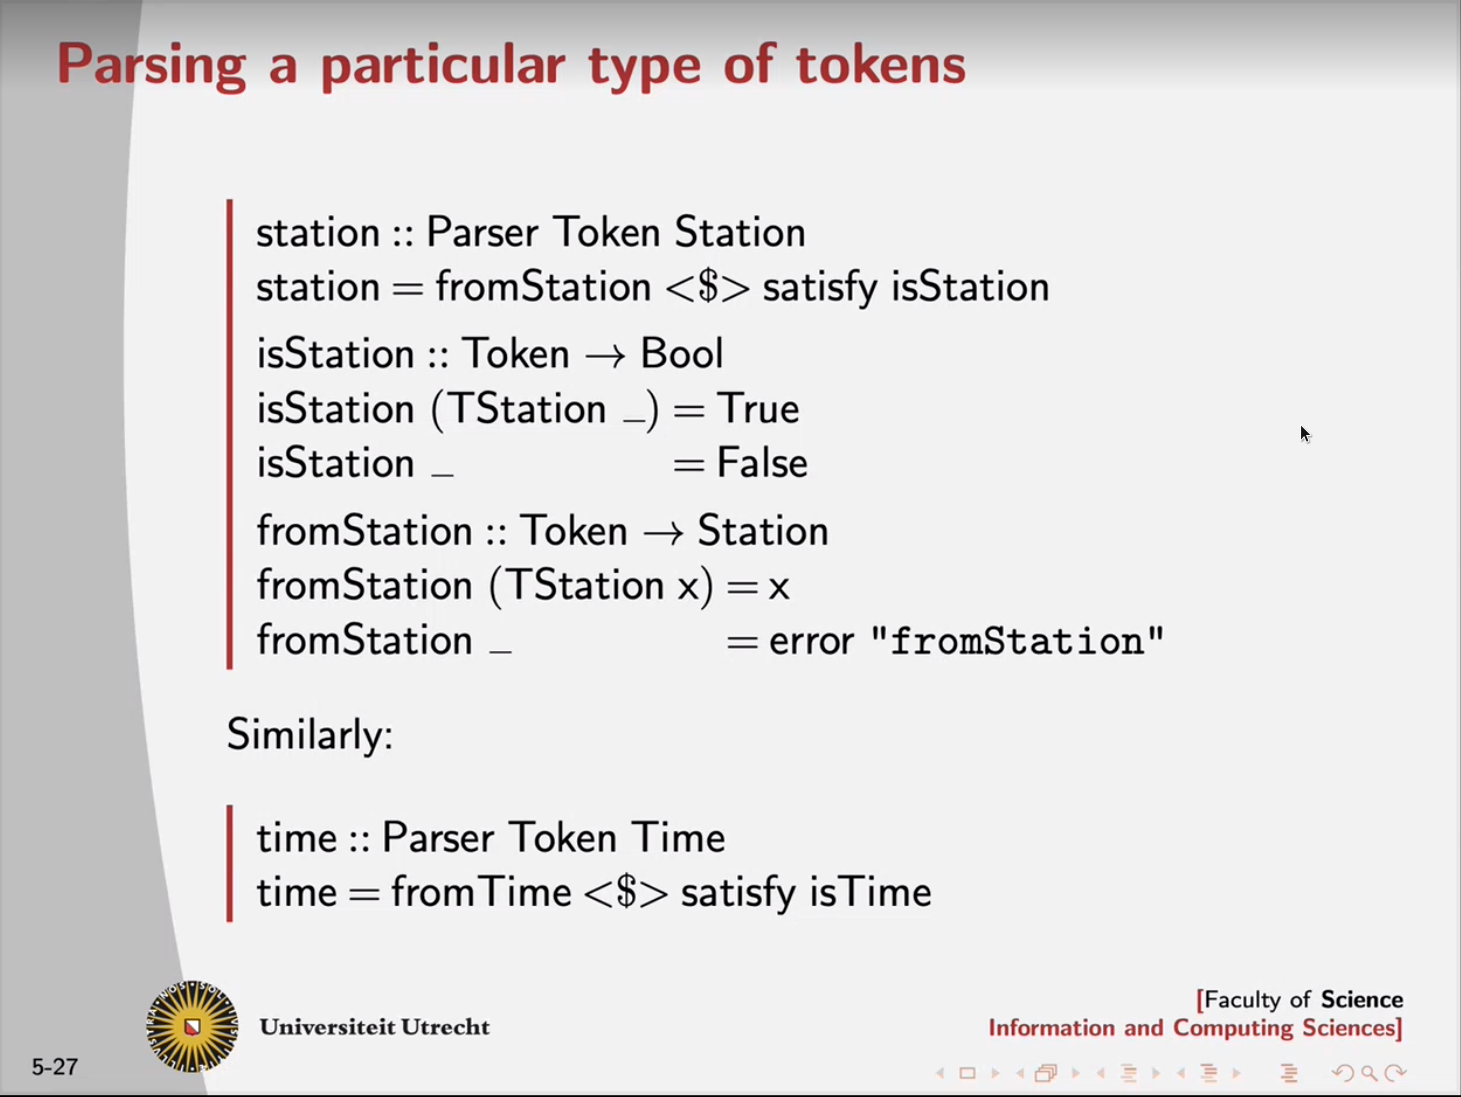 Parsing a particular type of tokens
station :: Parser Token Station
station = fromStation <$> satisfy isStation
isStation :: Token → Bool
isStation (TStation _) = True
isStation _ = False
fromStation :: Token → Station
fromStation (TStation x) = x
fromStation _ = error "fromStation"
Similarly:
time :: Parser Token Time
time = fromTime <$> satisfy isTime
Universiteit Utrecht
[Faculty of Science
Information and Computing Sciences]
5-27